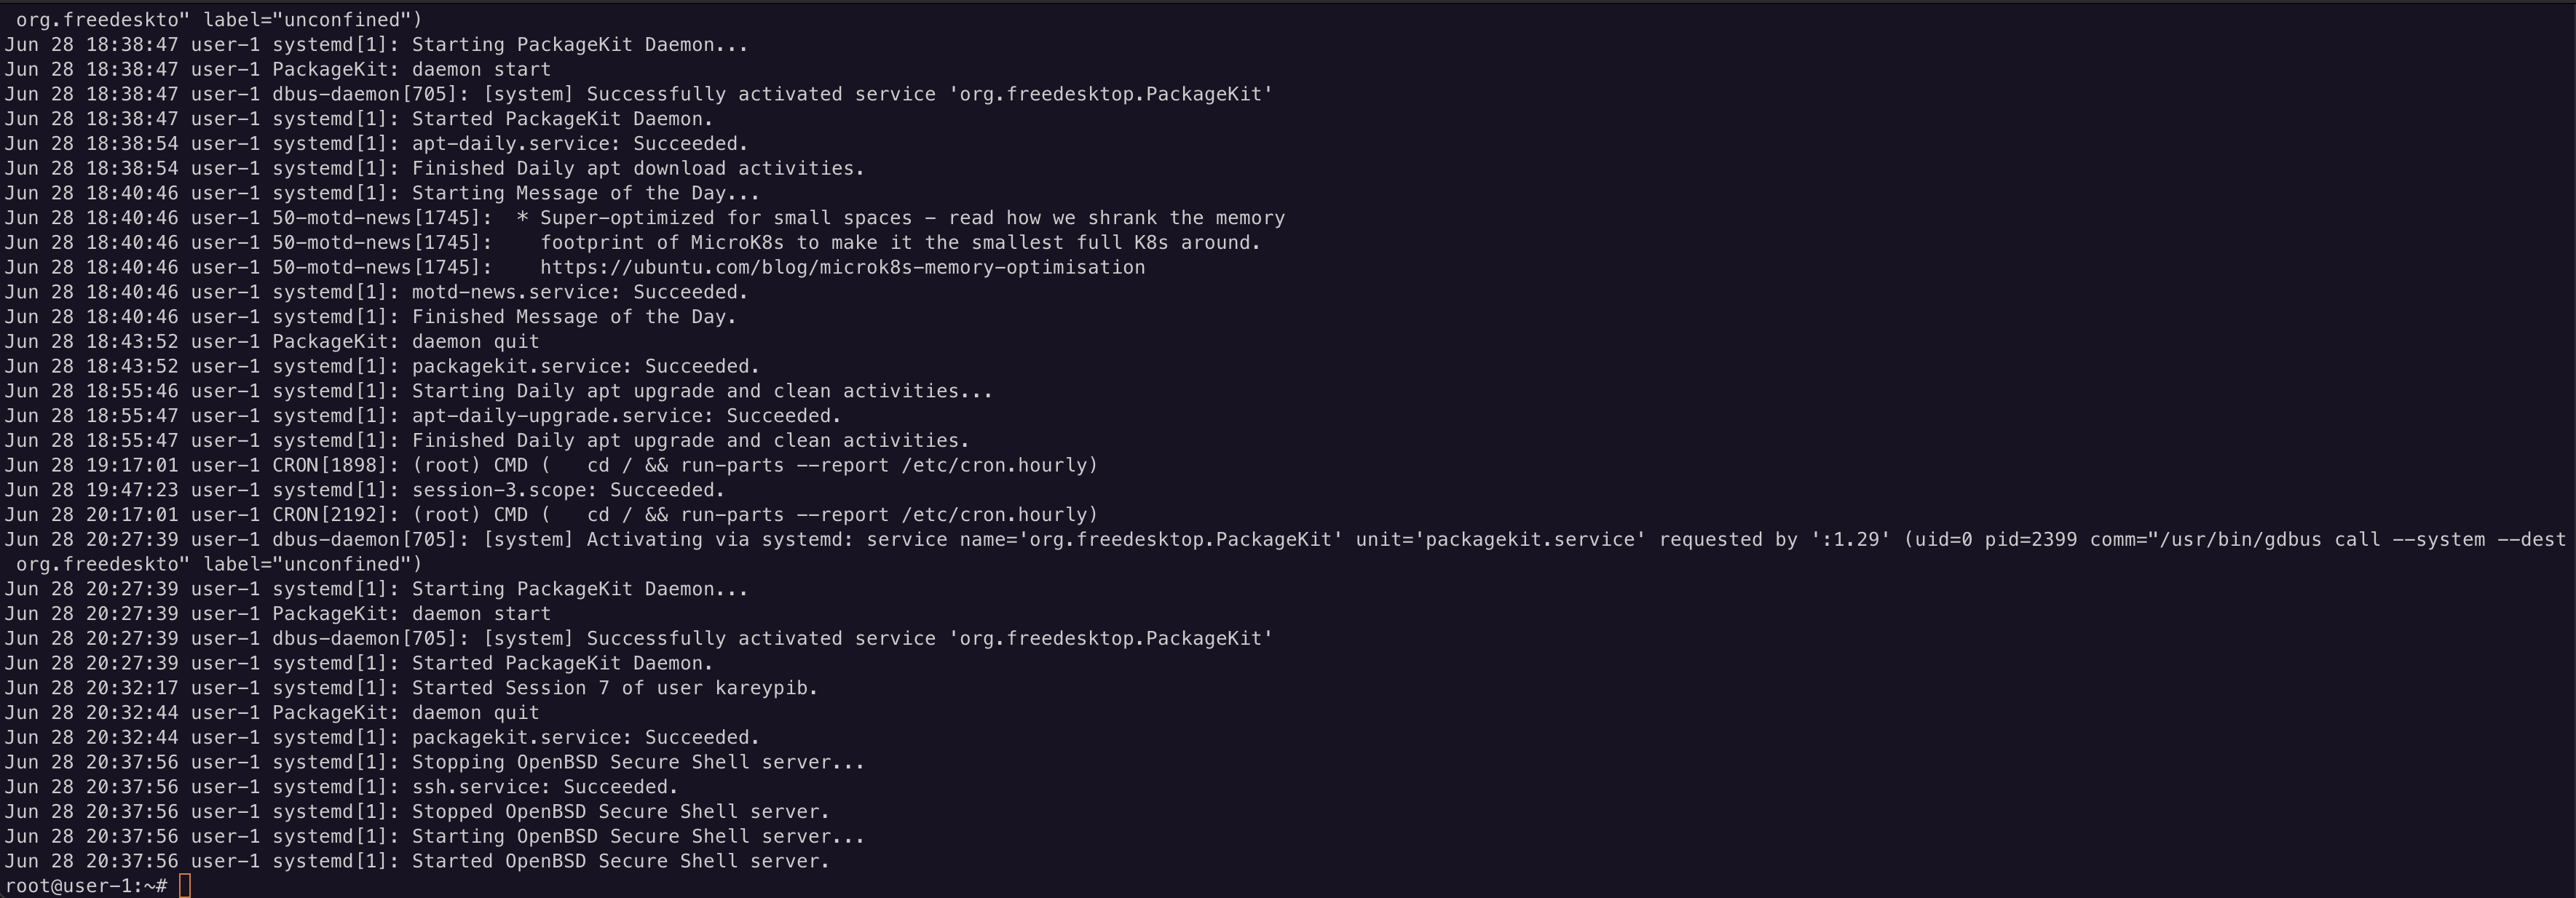 org.freedeskto" label="unconfined")
Jun 28 18:38:47 user-1 systemd[1]: Starting PackageKit Daemon...
Jun 28 18:38:47 user-1 PackageKit: daemon start
Jun 28 18:38:47 user-1 dbus-daemon[705]: [system] Successfully activated service 'org.freedesktop.PackageKit'
Jun 28 18:38:47 user-1 systemd[1]: Started PackageKit Daemon.
Jun 28 18:38:54 user-1 systemd[1]: apt-daily.service: Succeeded.
Jun 28 18:38:54 user-1 systemd[1]: Finished Daily apt download activities.
Jun 28 18:40:46 user-1 systemd[1]: Starting Message of the Day...
Jun 28 18:40:46 user-1 50-motd-news[1745]:  * Super-optimized for small spaces - read how we shrank the memory
Jun 28 18:40:46 user-1 50-motd-news[1745]:    footprint of MicroK8s to make it the smallest full K8s around.
Jun 28 18:40:46 user-1 50-motd-news[1745]:    https://ubuntu.com/blog/microk8s-memory-optimisation
Jun 28 18:40:46 user-1 systemd[1]: motd-news.service: Succeeded.
Jun 28 18:40:46 user-1 systemd[1]: Finished Message of the Day.
Jun 28 18:43:52 user-1 PackageKit: daemon quit
Jun 28 18:43:52 user-1 systemd[1]: packagekit.service: Succeeded.
Jun 28 18:55:46 user-1 systemd[1]: Starting Daily apt upgrade and clean activities...
Jun 28 18:55:47 user-1 systemd[1]: apt-daily-upgrade.service: Succeeded.
Jun 28 18:55:47 user-1 systemd[1]: Finished Daily apt upgrade and clean activities.
Jun 28 19:17:01 user-1 CRON[1898]: (root) CMD (   cd / && run-parts --report /etc/cron.hourly)
Jun 28 19:47:23 user-1 systemd[1]: session-3.scope: Succeeded.
Jun 28 20:17:01 user-1 CRON[2192]: (root) CMD (   cd / && run-parts --report /etc/cron.hourly)
Jun 28 20:27:39 user-1 dbus-daemon[705]: [system] Activating via systemd: service name='org.freedesktop.PackageKit' unit='packagekit.service' requested by ':1.29' (uid=0 pid=2399 comm="/usr/bin/gdbus call --system --dest
 org.freedeskto" label="unconfined")
Jun 28 20:27:39 user-1 systemd[1]: Starting PackageKit Daemon...
Jun 28 20:27:39 user-1 PackageKit: daemon start
Jun 28 20:27:39 user-1 dbus-daemon[705]: [system] Successfully activated service 'org.freedesktop.PackageKit'
Jun 28 20:27:39 user-1 systemd[1]: Started PackageKit Daemon.
Jun 28 20:32:17 user-1 systemd[1]: Started Session 7 of user kareypib.
Jun 28 20:32:44 user-1 PackageKit: daemon quit
Jun 28 20:32:44 user-1 systemd[1]: packagekit.service: Succeeded.
Jun 28 20:37:56 user-1 systemd[1]: Stopping OpenBSD Secure Shell server...
Jun 28 20:37:56 user-1 systemd[1]: ssh.service: Succeeded.
Jun 28 20:37:56 user-1 systemd[1]: Stopped OpenBSD Secure Shell server.
Jun 28 20:37:56 user-1 systemd[1]: Starting OpenBSD Secure Shell server...
Jun 28 20:37:56 user-1 systemd[1]: Started OpenBSD Secure Shell server.
root@user-1:~#